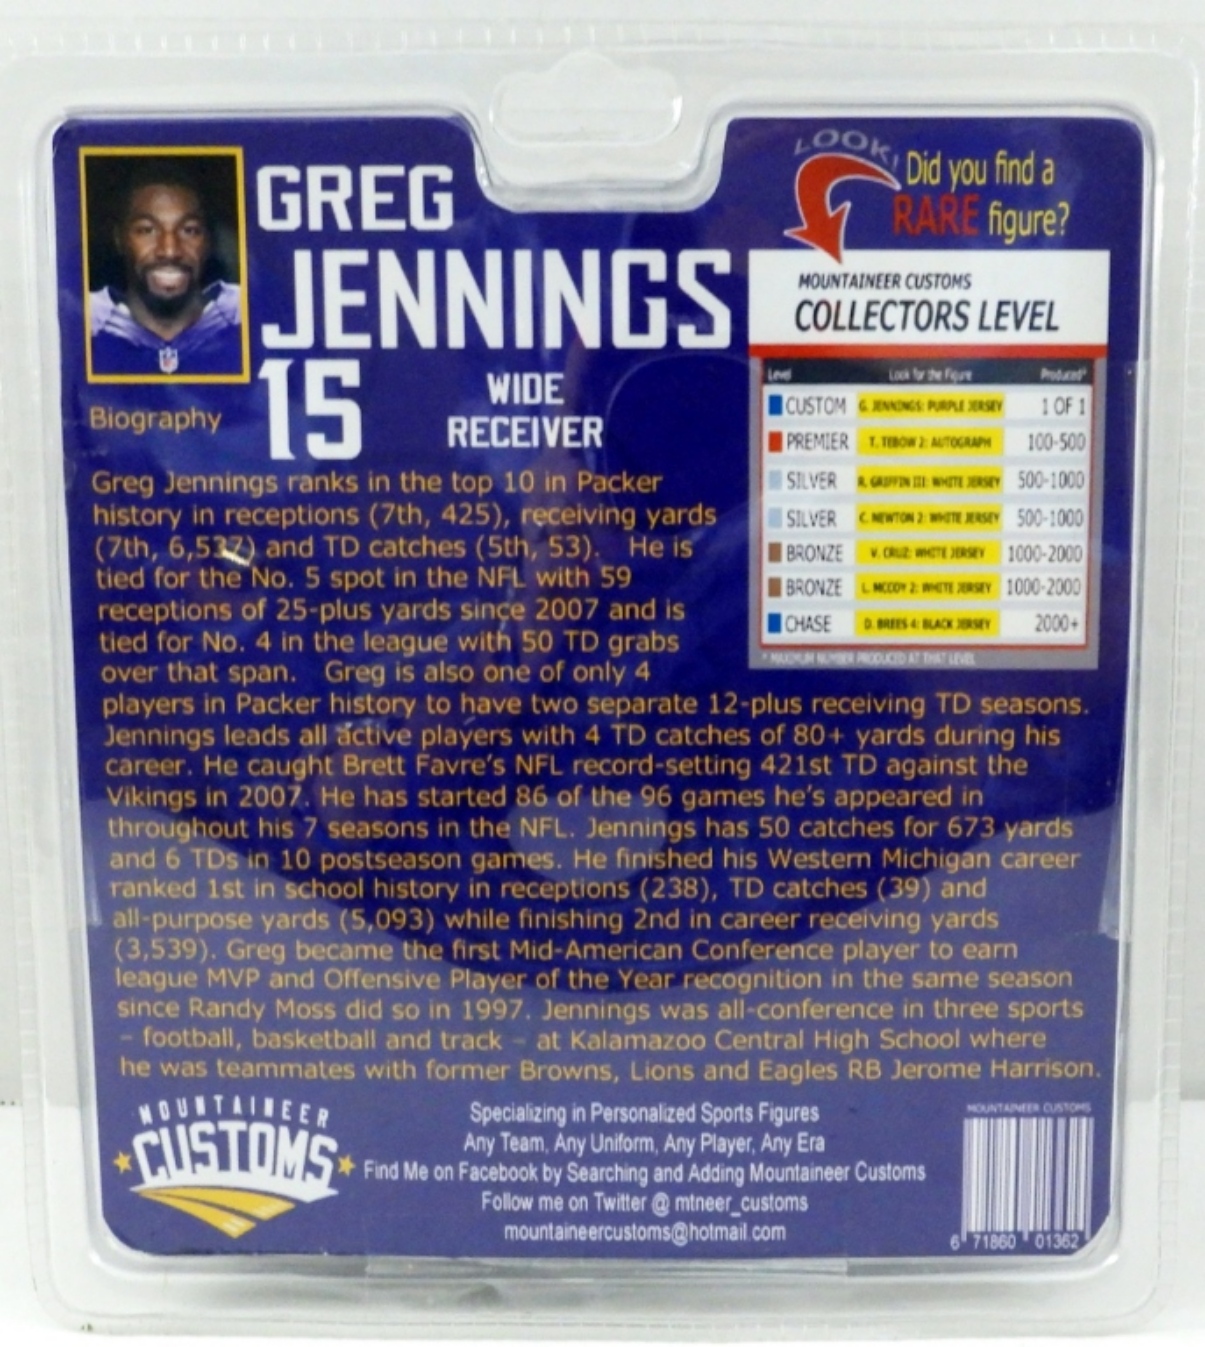 GREG
JENNINGS
15
WIDE
RECEIVER
LOOK!
Did you find a
RARE figure?
MOUNTAINEER CUSTOMS
COLLECTORS LEVEL
Level Look for the Figure Produced*
CUSTOM G. JENNINGS: PURPLE JERSEY 1 OF 1
PREMIER T. TEBOW 2: AUTOGRAPH 100-500
SILVER R. GRIFFIN III: WHITE JERSEY 500-1000
SILVER C. NEWTON 2: WHITE JERSEY 500-1000
BRONZE V. CRUZ: WHITE JERSEY 1000-2000
BRONZE L. MCCOY 2: WHITE JERSEY 1000-2000
CHASE D. BREES 4: BLACK JERSEY 2000+
* MAXIMUM NUMBER PRODUCED AT THAT LEVEL
Biography
Greg Jennings ranks in the top 10 in Packer
history in receptions (7th, 425), receiving yards
(7th, 6,537) and TD catches (5th, 53). He is
tied for the No. 5 spot in the NFL with 59
receptions of 25-plus yards since 2007 and is
tied for No. 4 in the league with 50 TD grabs
over that span. Greg is also one of only 4
players in Packer history to have two separate 12-plus receiving TD seasons.
Jennings leads all active players with 4 TD catches of 80+ yards during his
career. He caught Brett Favre's NFL record-setting 421st TD against the
Vikings in 2007. He has started 86 of the 96 games he's appeared in
throughout his 7 seasons in the NFL. Jennings has 50 catches for 673 yards
and 6 TDs in 10 postseason games. He finished his Western Michigan career
ranked 1st in school history in receptions (238), TD catches (39) and
all-purpose yards (5,093) while finishing 2nd in career receiving yards
(3,539). Greg became the first Mid-American Conference player to earn
league MVP and Offensive Player of the Year recognition in the same season
since Randy Moss did so in 1997. Jennings was all-conference in three sports
– football, basketball and track – at Kalamazoo Central High School where
he was teammates with former Browns, Lions and Eagles RB Jerome Harrison.
MOUNTAINEER
CUSTOMS
Specializing in Personalized Sports Figures
Any Team, Any Uniform, Any Player, Any Era
Find Me on Facebook by Searching and Adding Mountaineer Customs
Follow me on Twitter @ mtneer_customs
mountaineercustoms@hotmail.com
MOUNTAINEER CUSTOMS
6 71860 01362